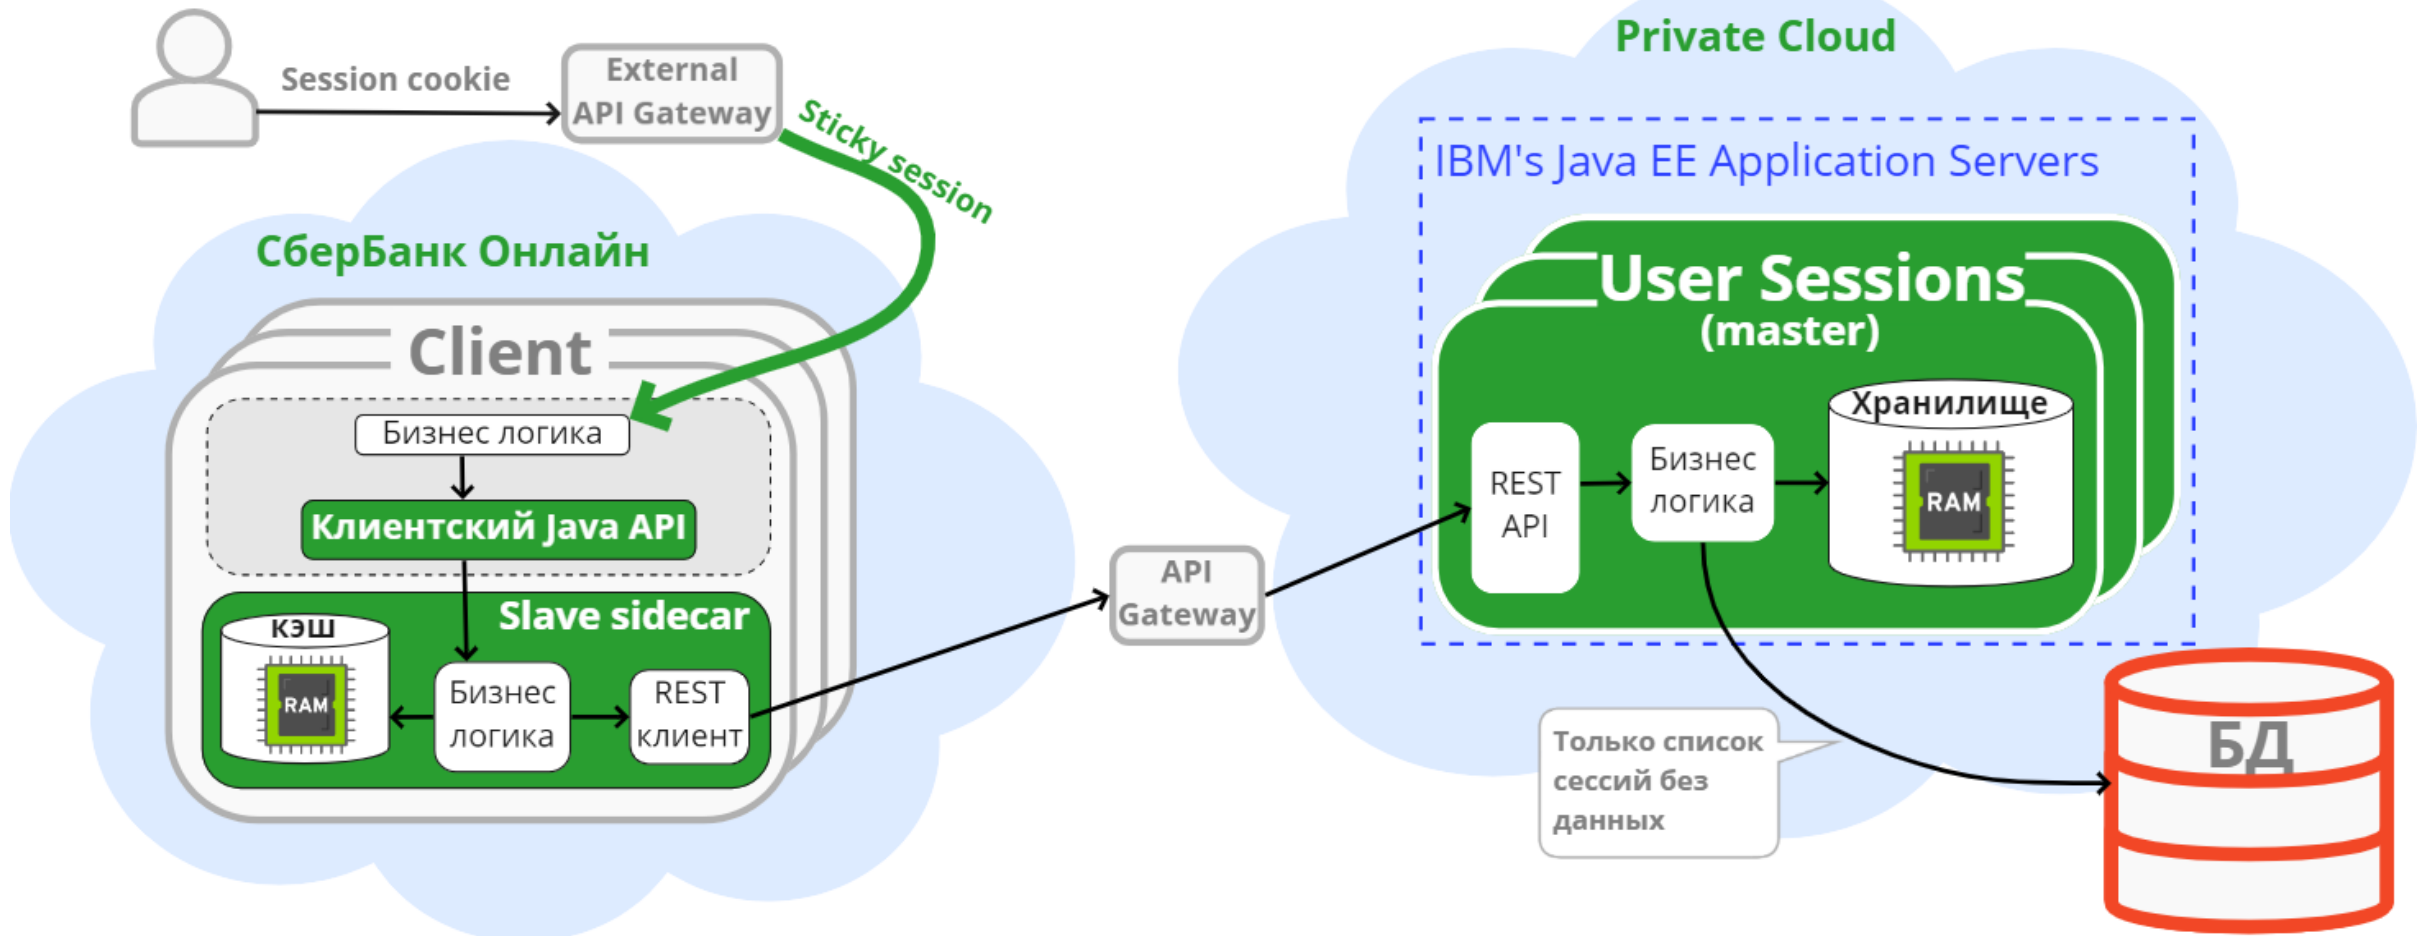 Session cookie
External
API Gateway
Sticky session
СберБанк Онлайн
Client
Бизнес логика
Клиентский Java API
Slave sidecar
КЭШ
RAM
Бизнес
логика
REST
клиент
API
Gateway
Private Cloud
IBM's Java EE Application Servers
User Sessions
(master)
REST
API
Бизнес
логика
Хранилище
RAM
Только список
сессий без
данных
БД